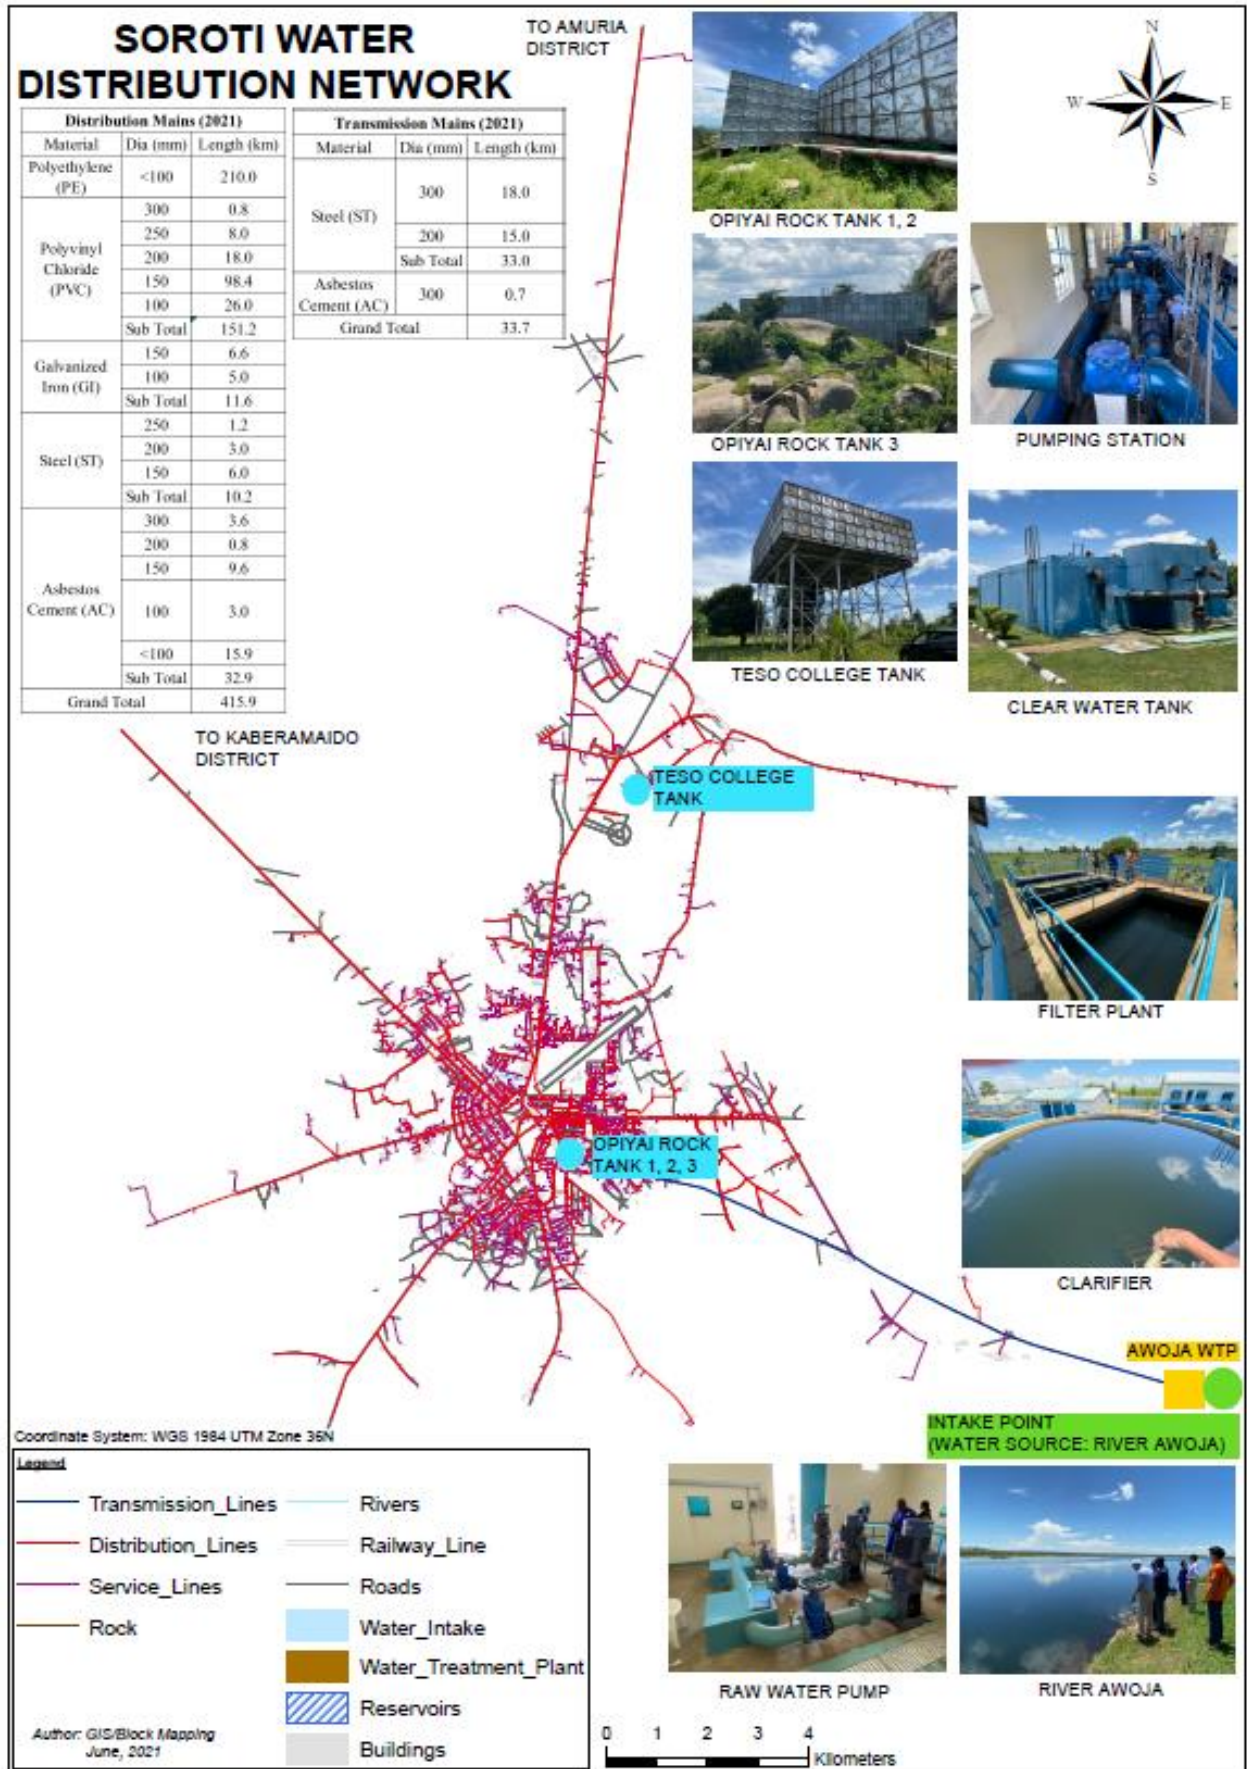 SOROTI WATER
DISTRIBUTION NETWORK
TO AMURIA
DISTRICT
N
W
E
S
Distribution Mains (2021)
Material Dia (mm) Length (km)
Polyethylene
(PE)
<100 210.0
Polyvinyl
Chloride
(PVC)
300 0.8
250 8.0
200 18.0
150 98.4
100 26.0
Sub Total 151.2
Galvanized
Iron (GI)
150 6.6
100 5.0
Sub Total 11.6
Steel (ST)
250 1.2
200 3.0
150 6.0
Sub Total 10.2
Asbestos
Cement (AC)
300 3.6
200 0.8
150 9.6
100 3.0
<100 15.9
Sub Total 32.9
Grand Total 415.9
Transmission Mains (2021)
Material Dia (mm) Length (km)
Steel (ST)
300 18.0
200 15.0
Sub Total 33.0
Asbestos
Cement (AC)
300 0.7
Grand Total 33.7
OPIYAI ROCK TANK 1, 2
OPIYAI ROCK TANK 3
PUMPING STATION
TESO COLLEGE TANK
CLEAR WATER TANK
TO KABERAMAIDO
DISTRICT
TESO COLLEGE
TANK
FILTER PLANT
OPIYAI ROCK
TANK 1, 2, 3
CLARIFIER
AWOJA WTP
INTAKE POINT
(WATER SOURCE: RIVER AWOJA)
Coordinate System: WGS 1984 UTM Zone 36N
Legend
Transmission_Lines
Distribution_Lines
Service_Lines
Rock
Rivers
Railway_Line
Roads
Water_Intake
Water_Treatment_Plant
Reservoirs
Buildings
Author: GIS/Block Mapping
June, 2021
RAW WATER PUMP
RIVER AWOJA
0 1 2 3 4
Kilometers